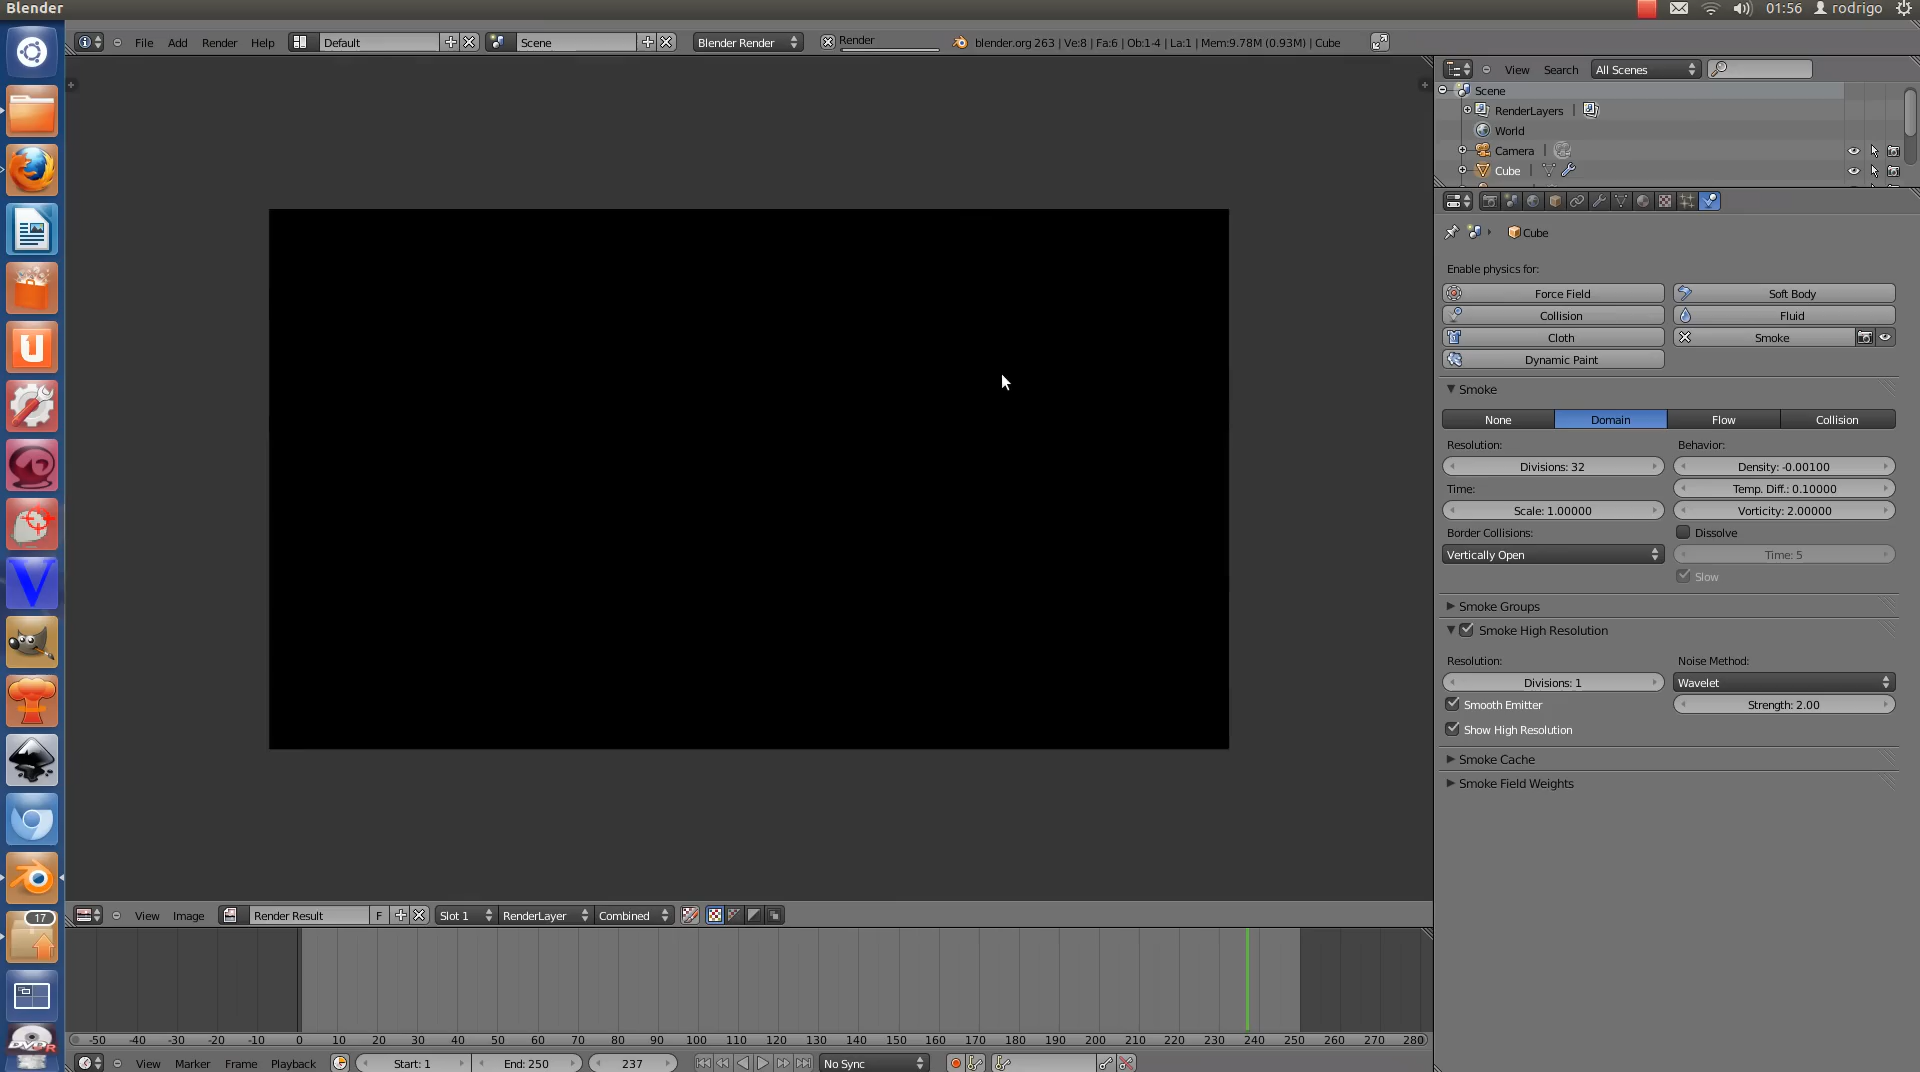 Blender
01:56 rodrigo
File Add Render Help Default Scene Blender Render Render blender.org 263 | Ve:8 | Fa:6 | Ob:1-4 | La:1 | Mem:9.78M (0.93M) | Cube
View Search All Scenes
Scene
RenderLayers |
World
Camera |
Cube |
Cube
Enable physics for:
Force Field Soft Body
Collision Fluid
Cloth Smoke
Dynamic Paint
Smoke
None Domain Flow Collision
Resolution: Behavior:
Divisions: 32 Density: -0.00100
Time: Temp. Diff.: 0.10000
Scale: 1.00000 Vorticity: 2.00000
Border Collisions: Dissolve
Vertically Open Time: 5
Slow
Smoke Groups
Smoke High Resolution
Resolution: Noise Method:
Divisions: 1 Wavelet
Smooth Emitter Strength: 2.00
Show High Resolution
Smoke Cache
Smoke Field Weights
17
View Image Render Result F Slot 1 RenderLayer Combined
-50 -40 -30 -20 -10 0 10 20 30 40 50 60 70 80 90 100 110 120 130 140 150 160 170 180 190 200 210 220 230 240 250 260 270 280
View Marker Frame Playback Start: 1 End: 250 237 No Sync